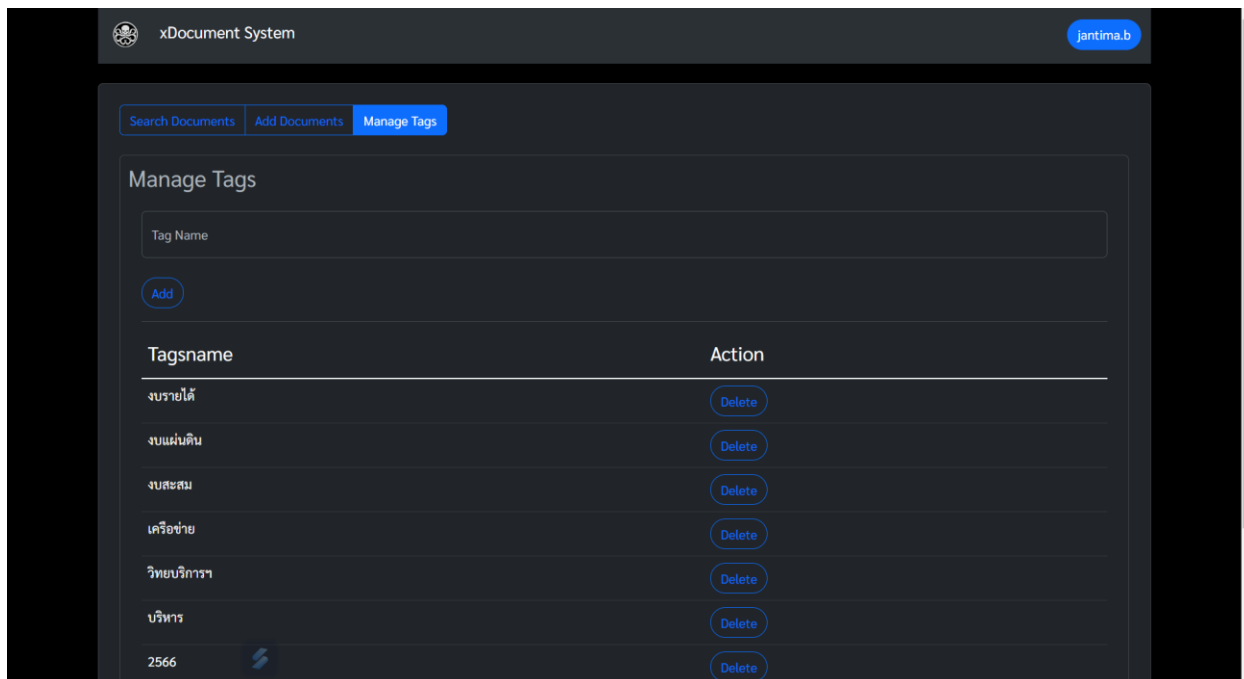 xDocument System
jantima.b
Search Documents Add Documents Manage Tags
Manage Tags
Tag Name
Add
Tagsname Action
งบรายได้ Delete
งบแผ่นดิน Delete
งบสะสม Delete
เครือข่าย Delete
วิทยบริการฯ Delete
บริหาร Delete
2566 Delete